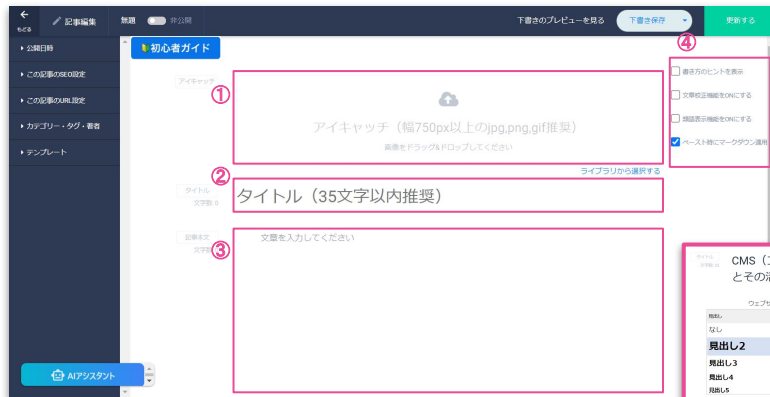 ← もどる
記事編集
無題
非公開
下書きのプレビューを見る
下書き保存
更新する
公開日時
この記事のSEO設定
この記事のURL設定
カテゴリー・タグ・著者
テンプレート
AIアシスタント
初心者ガイド
アイキャッチ
①
アイキャッチ（幅750px以上のjpg,png,gif推奨）
画像をドラッグ&ドロップしてください
ライブラリから選択する
②
タイトル
文字数 0
タイトル（35文字以内推奨）
③
記事本文
文字数
文章を入力してください
④
書き方のヒントを表示
文章校正機能をONにする
類語表示機能をONにする
ペースト時にマークダウン適用
タイトル
CMS（
とその活
ウェブサ
見出し
なし
見出し2
見出し3
見出し4
見出し5